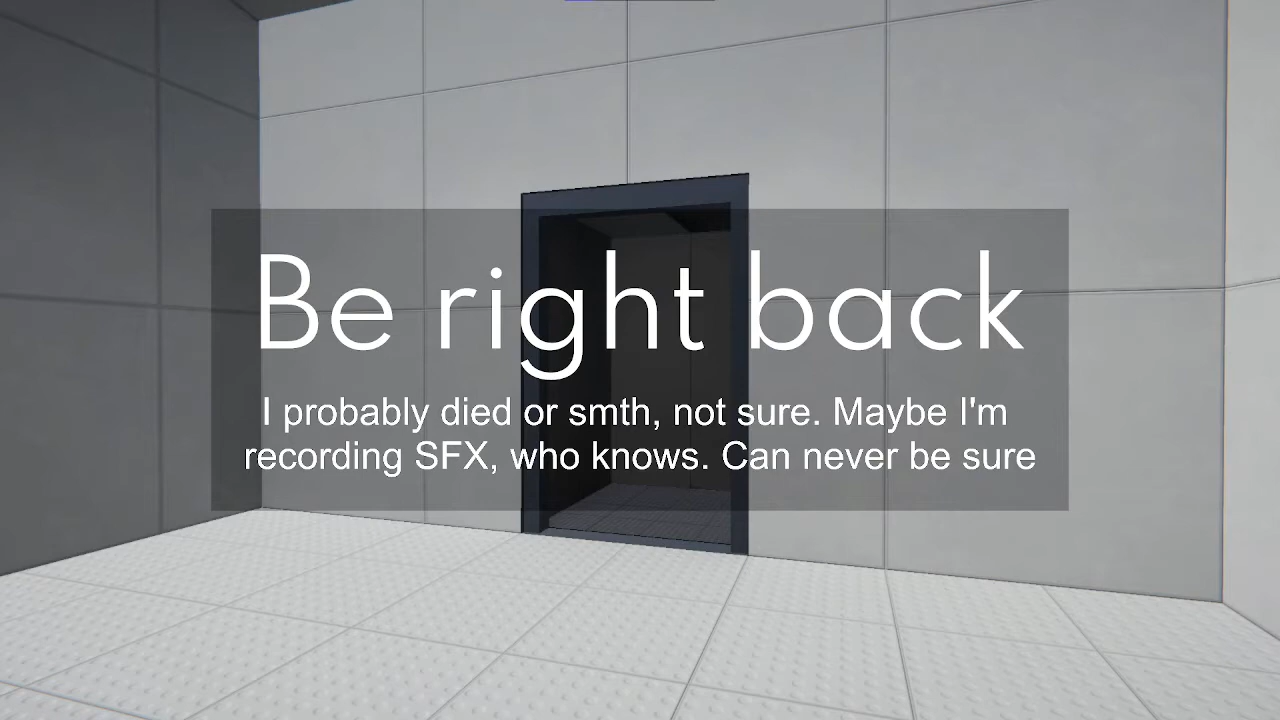 Be right back
I probably died or smth, not sure. Maybe I'm
recording SFX, who knows. Can never be sure